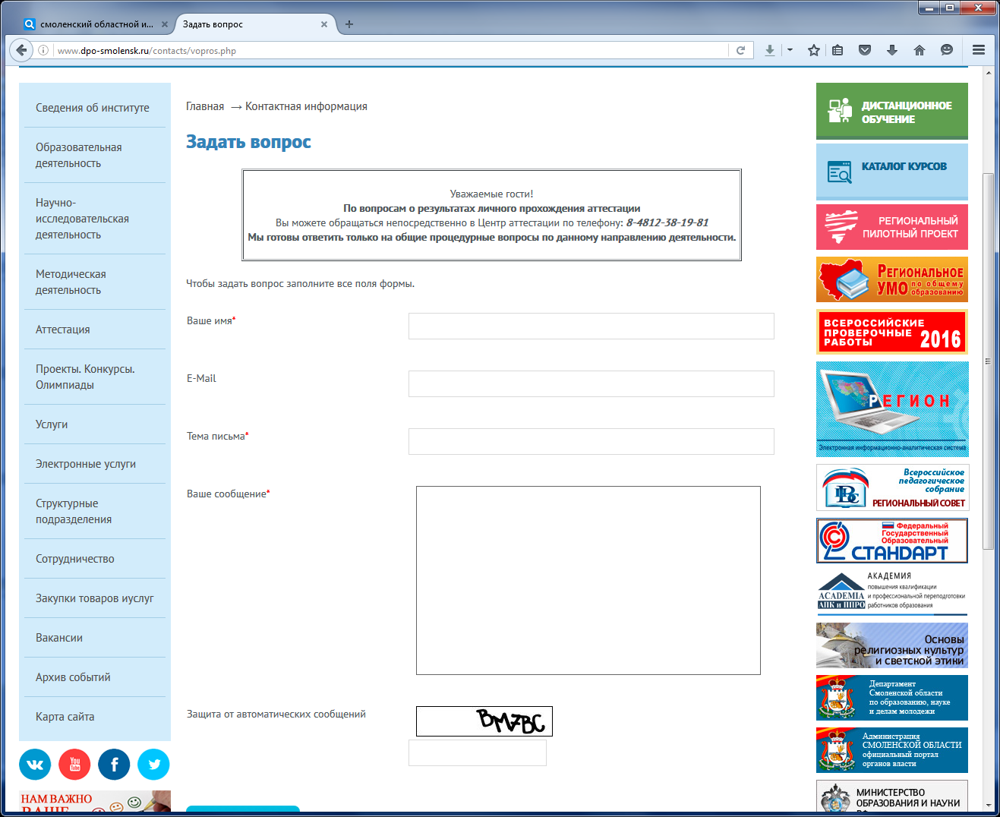 смоленский областной и...
Задать вопрос
www.dpo-smolensk.ru/contacts/vopros.php
Сведения об институте
Образовательная
деятельность
Научно-
исследовательская
деятельность
Методическая
деятельность
Аттестация
Проекты. Конкурсы.
Олимпиады
Услуги
Электронные услуги
Структурные
подразделения
Сотрудничество
Закупки товаров иуслуг
Вакансии
Архив событий
Карта сайта
You
Tube
НАМ ВАЖНО
ВАШЕ
Главная → Контактная информация
Задать вопрос
Уважаемые гости!
По вопросам о результатах личного прохождения аттестации
Вы можете обращаться непосредственно в Центр аттестации по телефону: 8-4812-38-19-81
Мы готовы ответить только на общие процедурные вопросы по данному направлению деятельности.
Чтобы задать вопрос заполните все поля формы.
Ваше имя*
E-Mail
Тема письма*
Ваше сообщение*
Защита от автоматических сообщений
BM7BC
ДИСТАНЦИОННОЕ
ОБУЧЕНИЕ
КАТАЛОГ КУРСОВ
РЕГИОНАЛЬНЫЙ
ПИЛОТНЫЙ ПРОЕКТ
РЕГИОНАЛЬНОЕ
УМО по общему
образованию
ВСЕРОССИЙСКИЕ
ПРОВЕРОЧНЫЕ
РАБОТЫ 2016
РЕГИОН
Электронная информационно-аналитическая система
Всероссийское
педагогическое
собрание
РЕГИОНАЛЬНЫЙ СОВЕТ
Федеральный
Государственный
Образовательный
СТАНДАРТ
АКАДЕМИЯ
повышения квалификации
и профессиональной переподготовки
работников образования
ACADEMIA
АПК и ППРО
Основы
религиозных культур
и светской этики
Департамент
Смоленской области
по образованию, науке
и делам молодежи
Администрация
СМОЛЕНСКОЙ ОБЛАСТИ
официальный портал
органов власти
МИНИСТЕРСТВО
ОБРАЗОВАНИЯ И НАУКИ